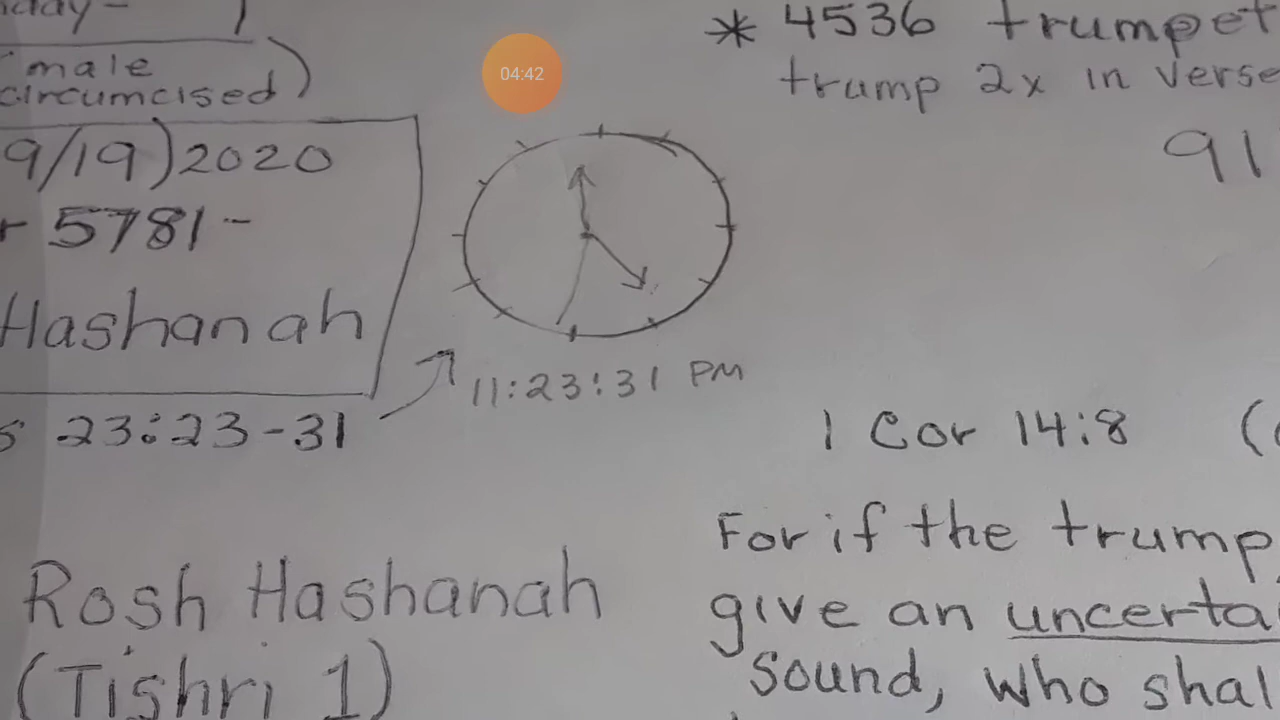 (male
circumcised)
9/19) 2020
5781-
Hashanah
23:23-31
04:42
11:23:31 PM
* 4536 trumpet
trump 2x in verse
91
1 Cor 14:8 (
For if the trump
give an uncertai
sound, who shal
Rosh Hashanah
(Tishri 1)